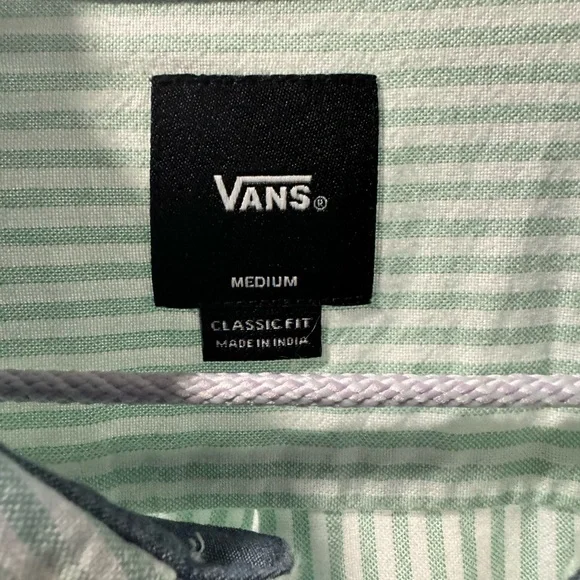 VANS®
MEDIUM
CLASSIC FIT
MADE IN INDIA